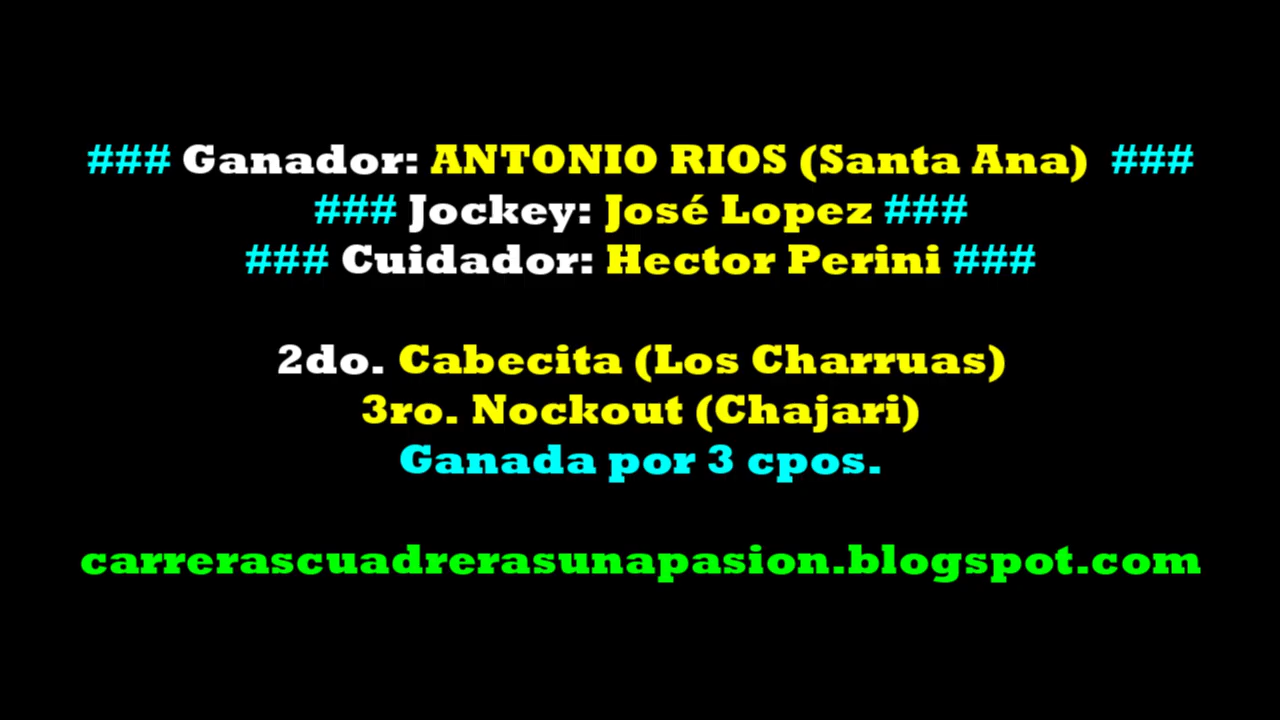 ### Ganador: ANTONIO RIOS (Santa Ana) ###
### Jockey: José Lopez ###
### Cuidador: Hector Perini ###
2do. Cabecita (Los Charruas)
3ro. Nockout (Chajari)
Ganada por 3 cpos.
carrerascuadrerasunapasion.blogspot.com